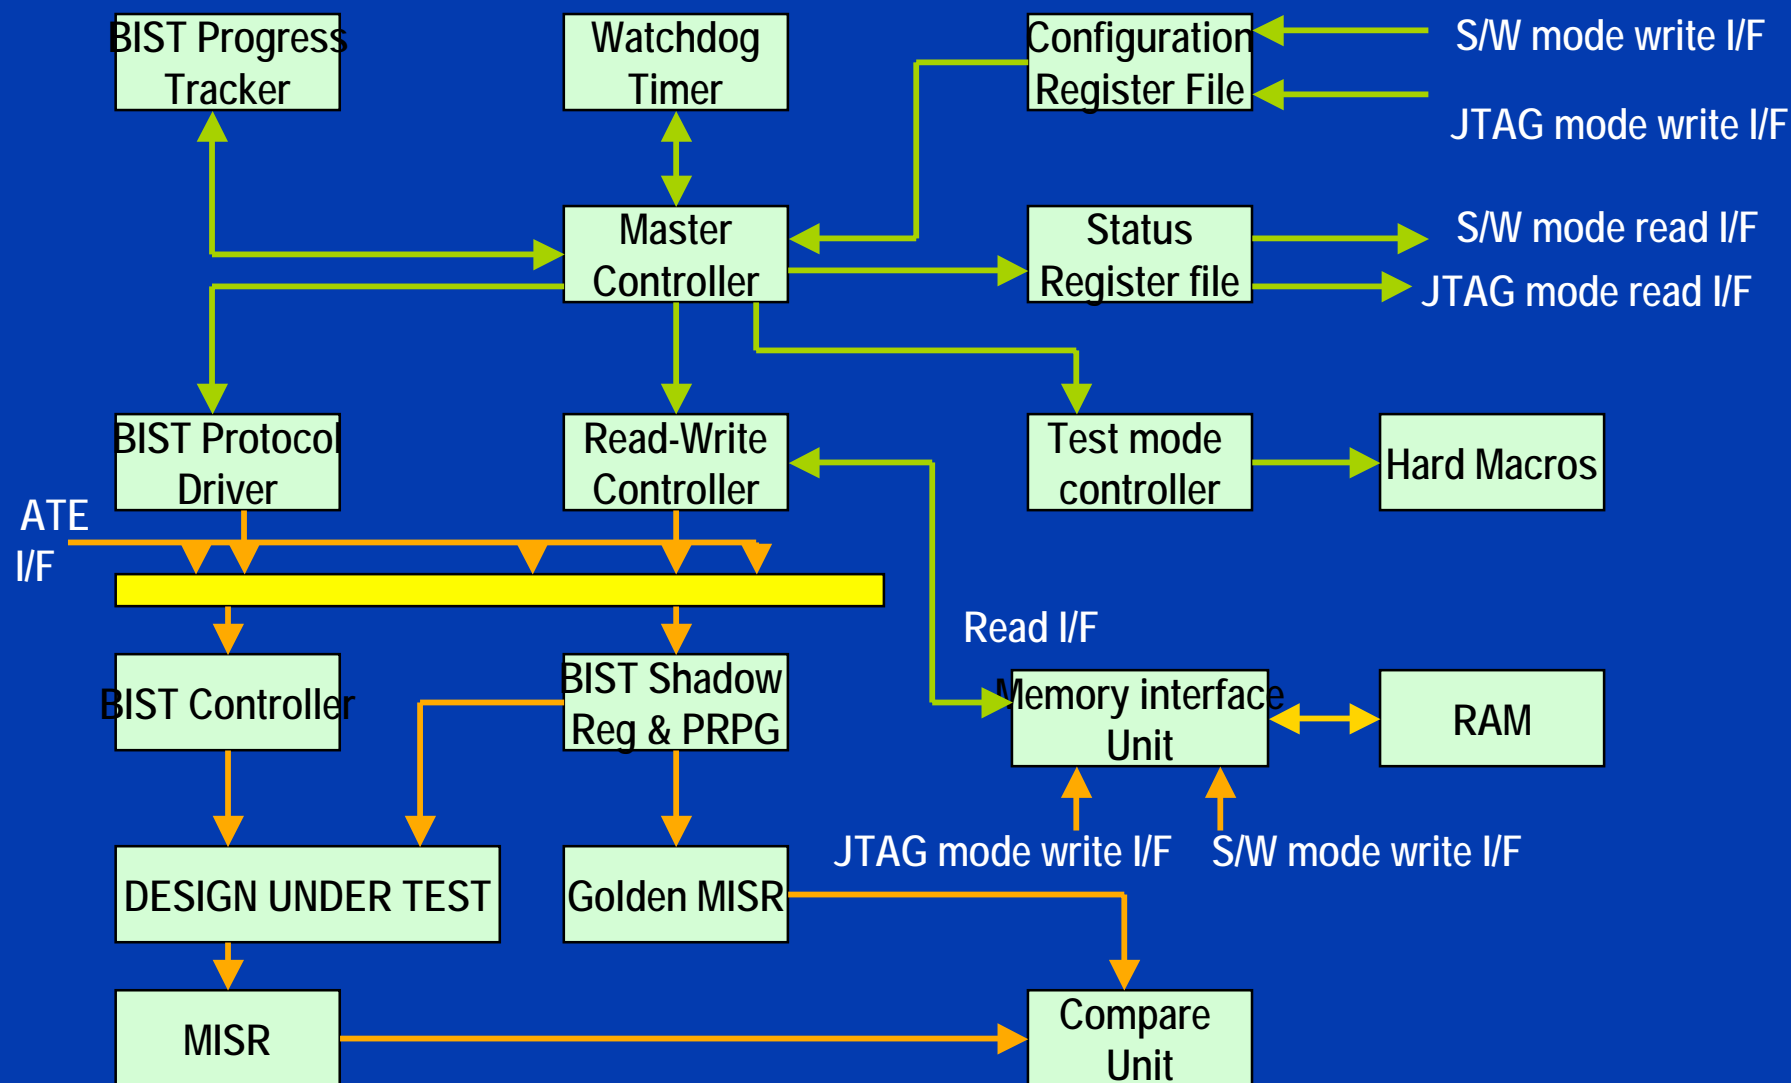 BIST Progress
Tracker
Watchdog
Timer
Configuration
Register File
S/W mode write I/F
JTAG mode write I/F
Master
Controller
Status
Register file
S/W mode read I/F
JTAG mode read I/F
BIST Protocol
Driver
Read-Write
Controller
Test mode
controller
Hard Macros
ATE
I/F
Read I/F
BIST Controller
BIST Shadow
Reg & PRPG
Memory interface
Unit
RAM
JTAG mode write I/F
S/W mode write I/F
DESIGN UNDER TEST
Golden MISR
MISR
Compare
Unit